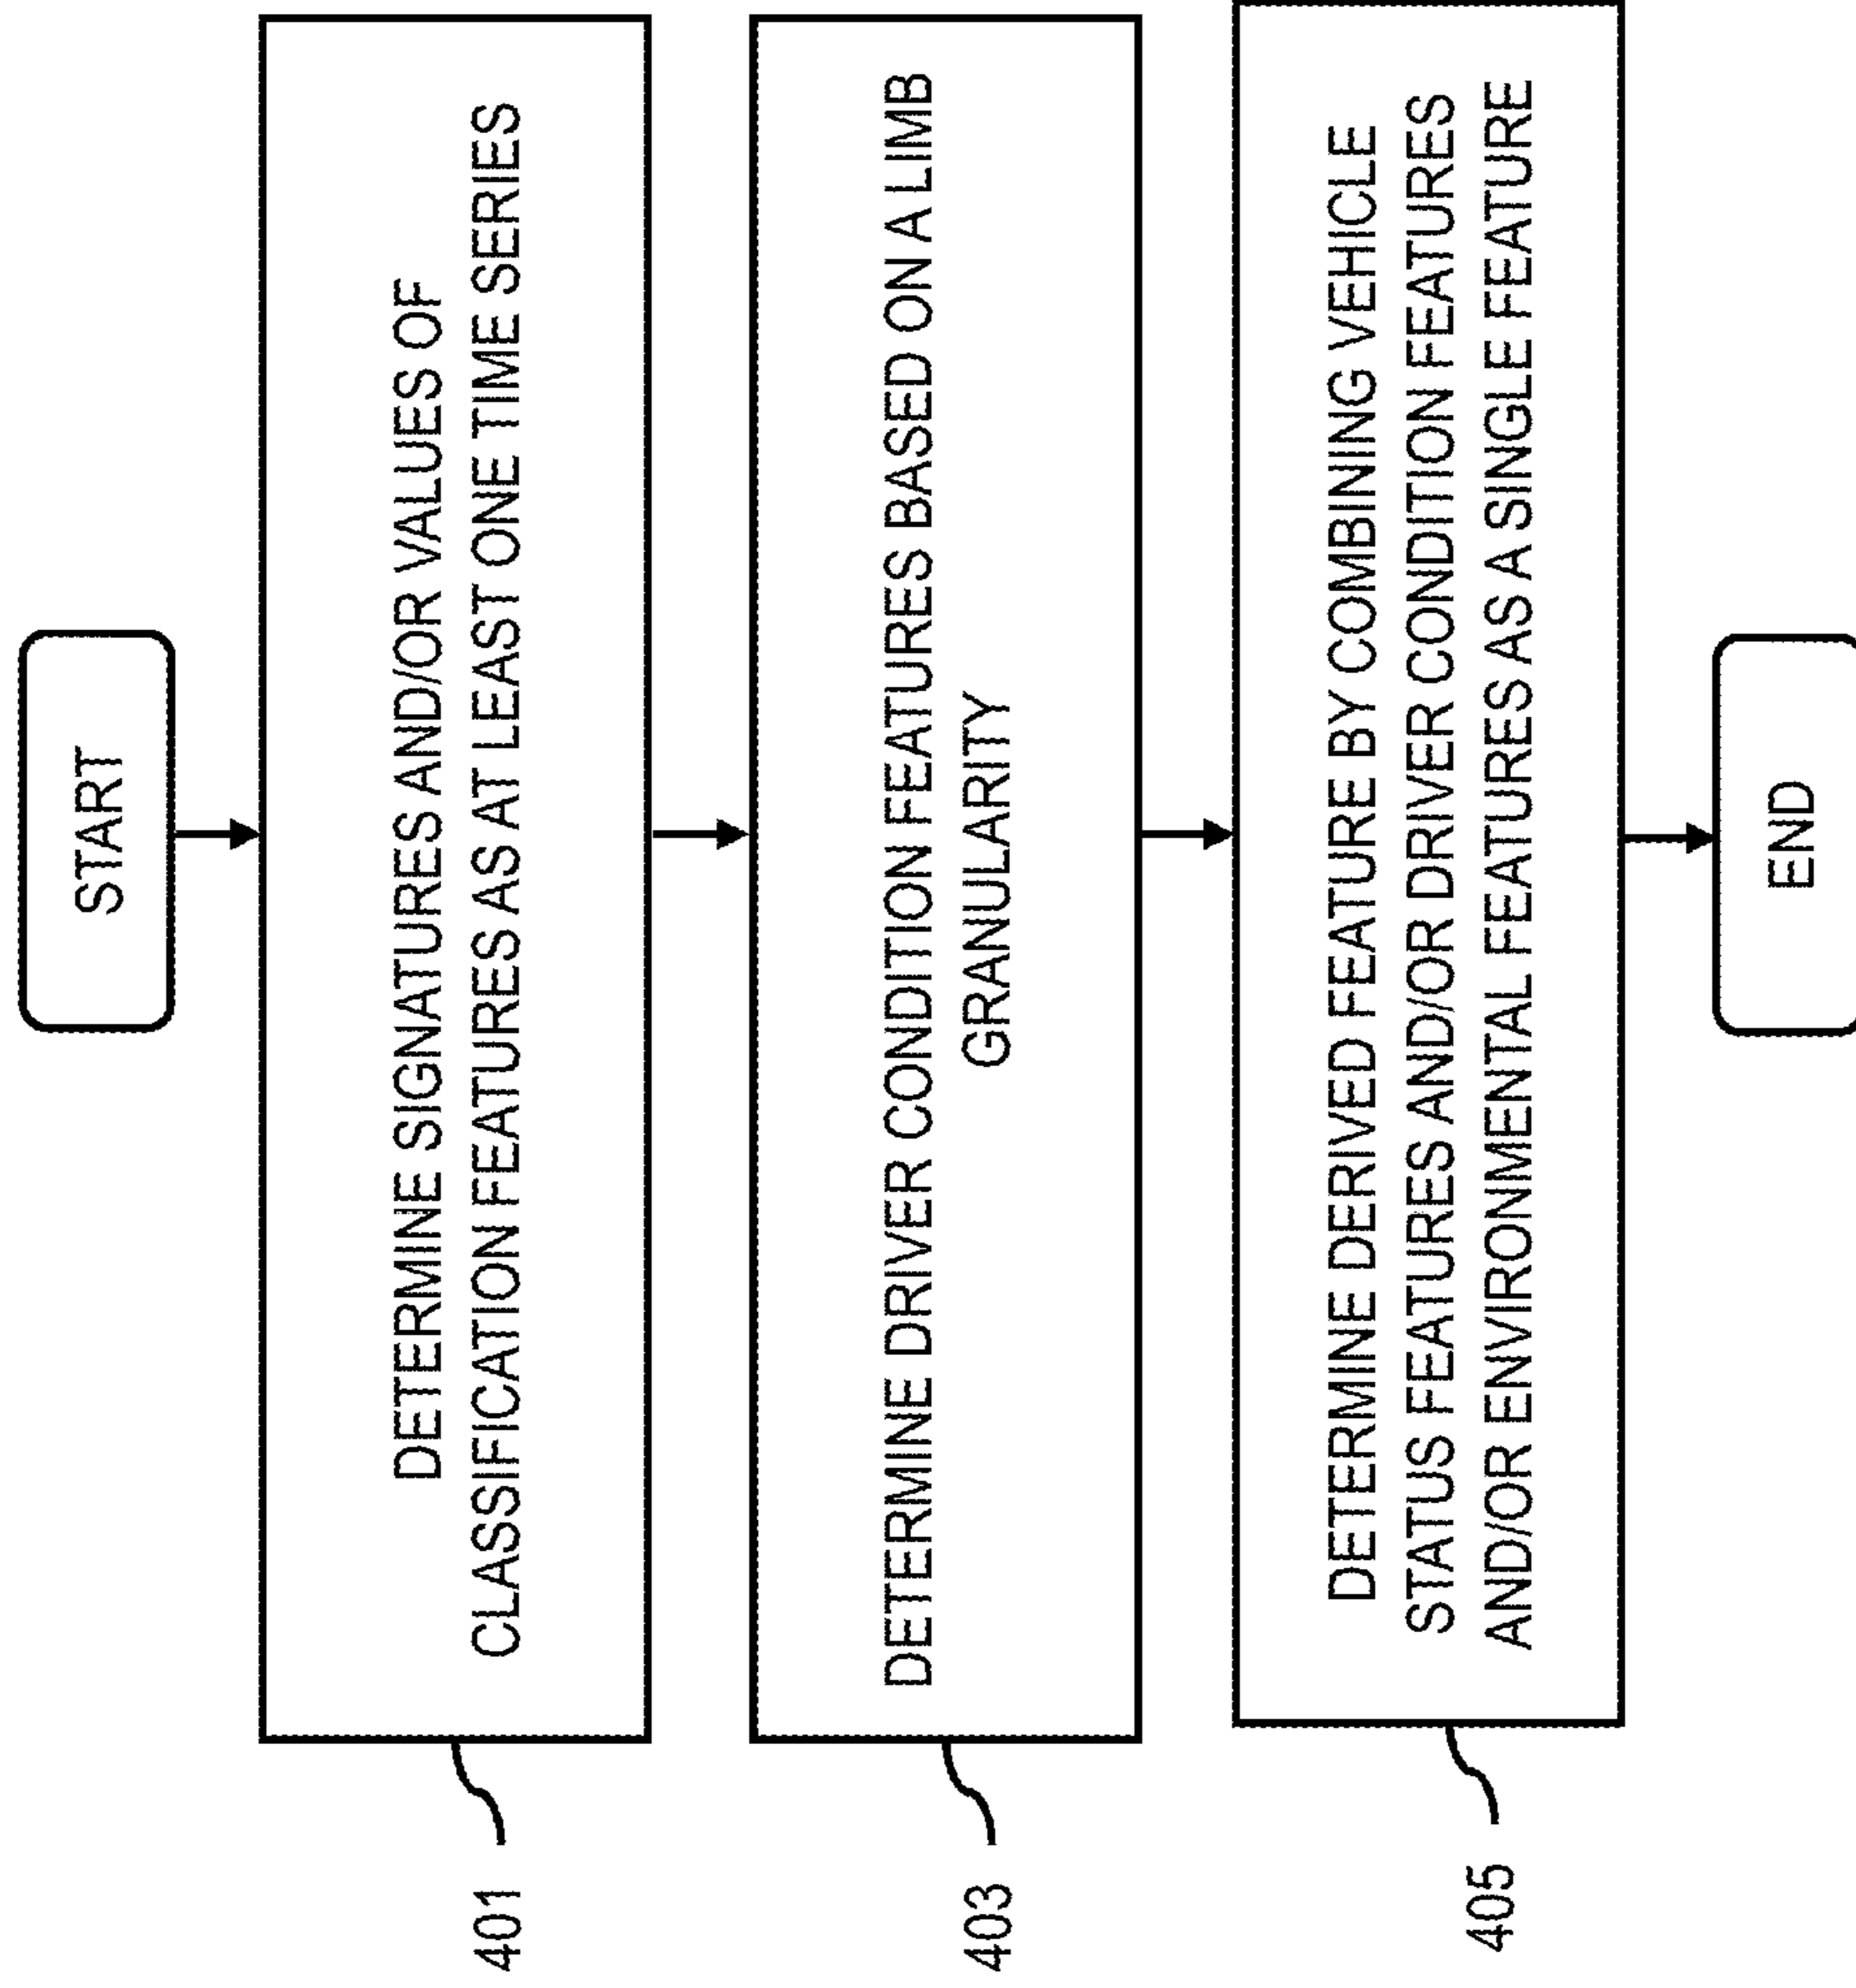 START
DETERMINE SIGNATURES AND/OR VALUES OF
CLASSIFICATION FEATURES AS AT LEAST ONE TIME SERIES
401
DETERMINE DRIVER CONDITION FEATURES BASED ON A LIMB
GRANULARITY
403
DETERMINE DERIVED FEATURE BY COMBINING VEHICLE
STATUS FEATURES AND/OR DRIVER CONDITION FEATURES
AND/OR ENVIRONMENTAL FEATURES AS A SINGLE FEATURE
405
END